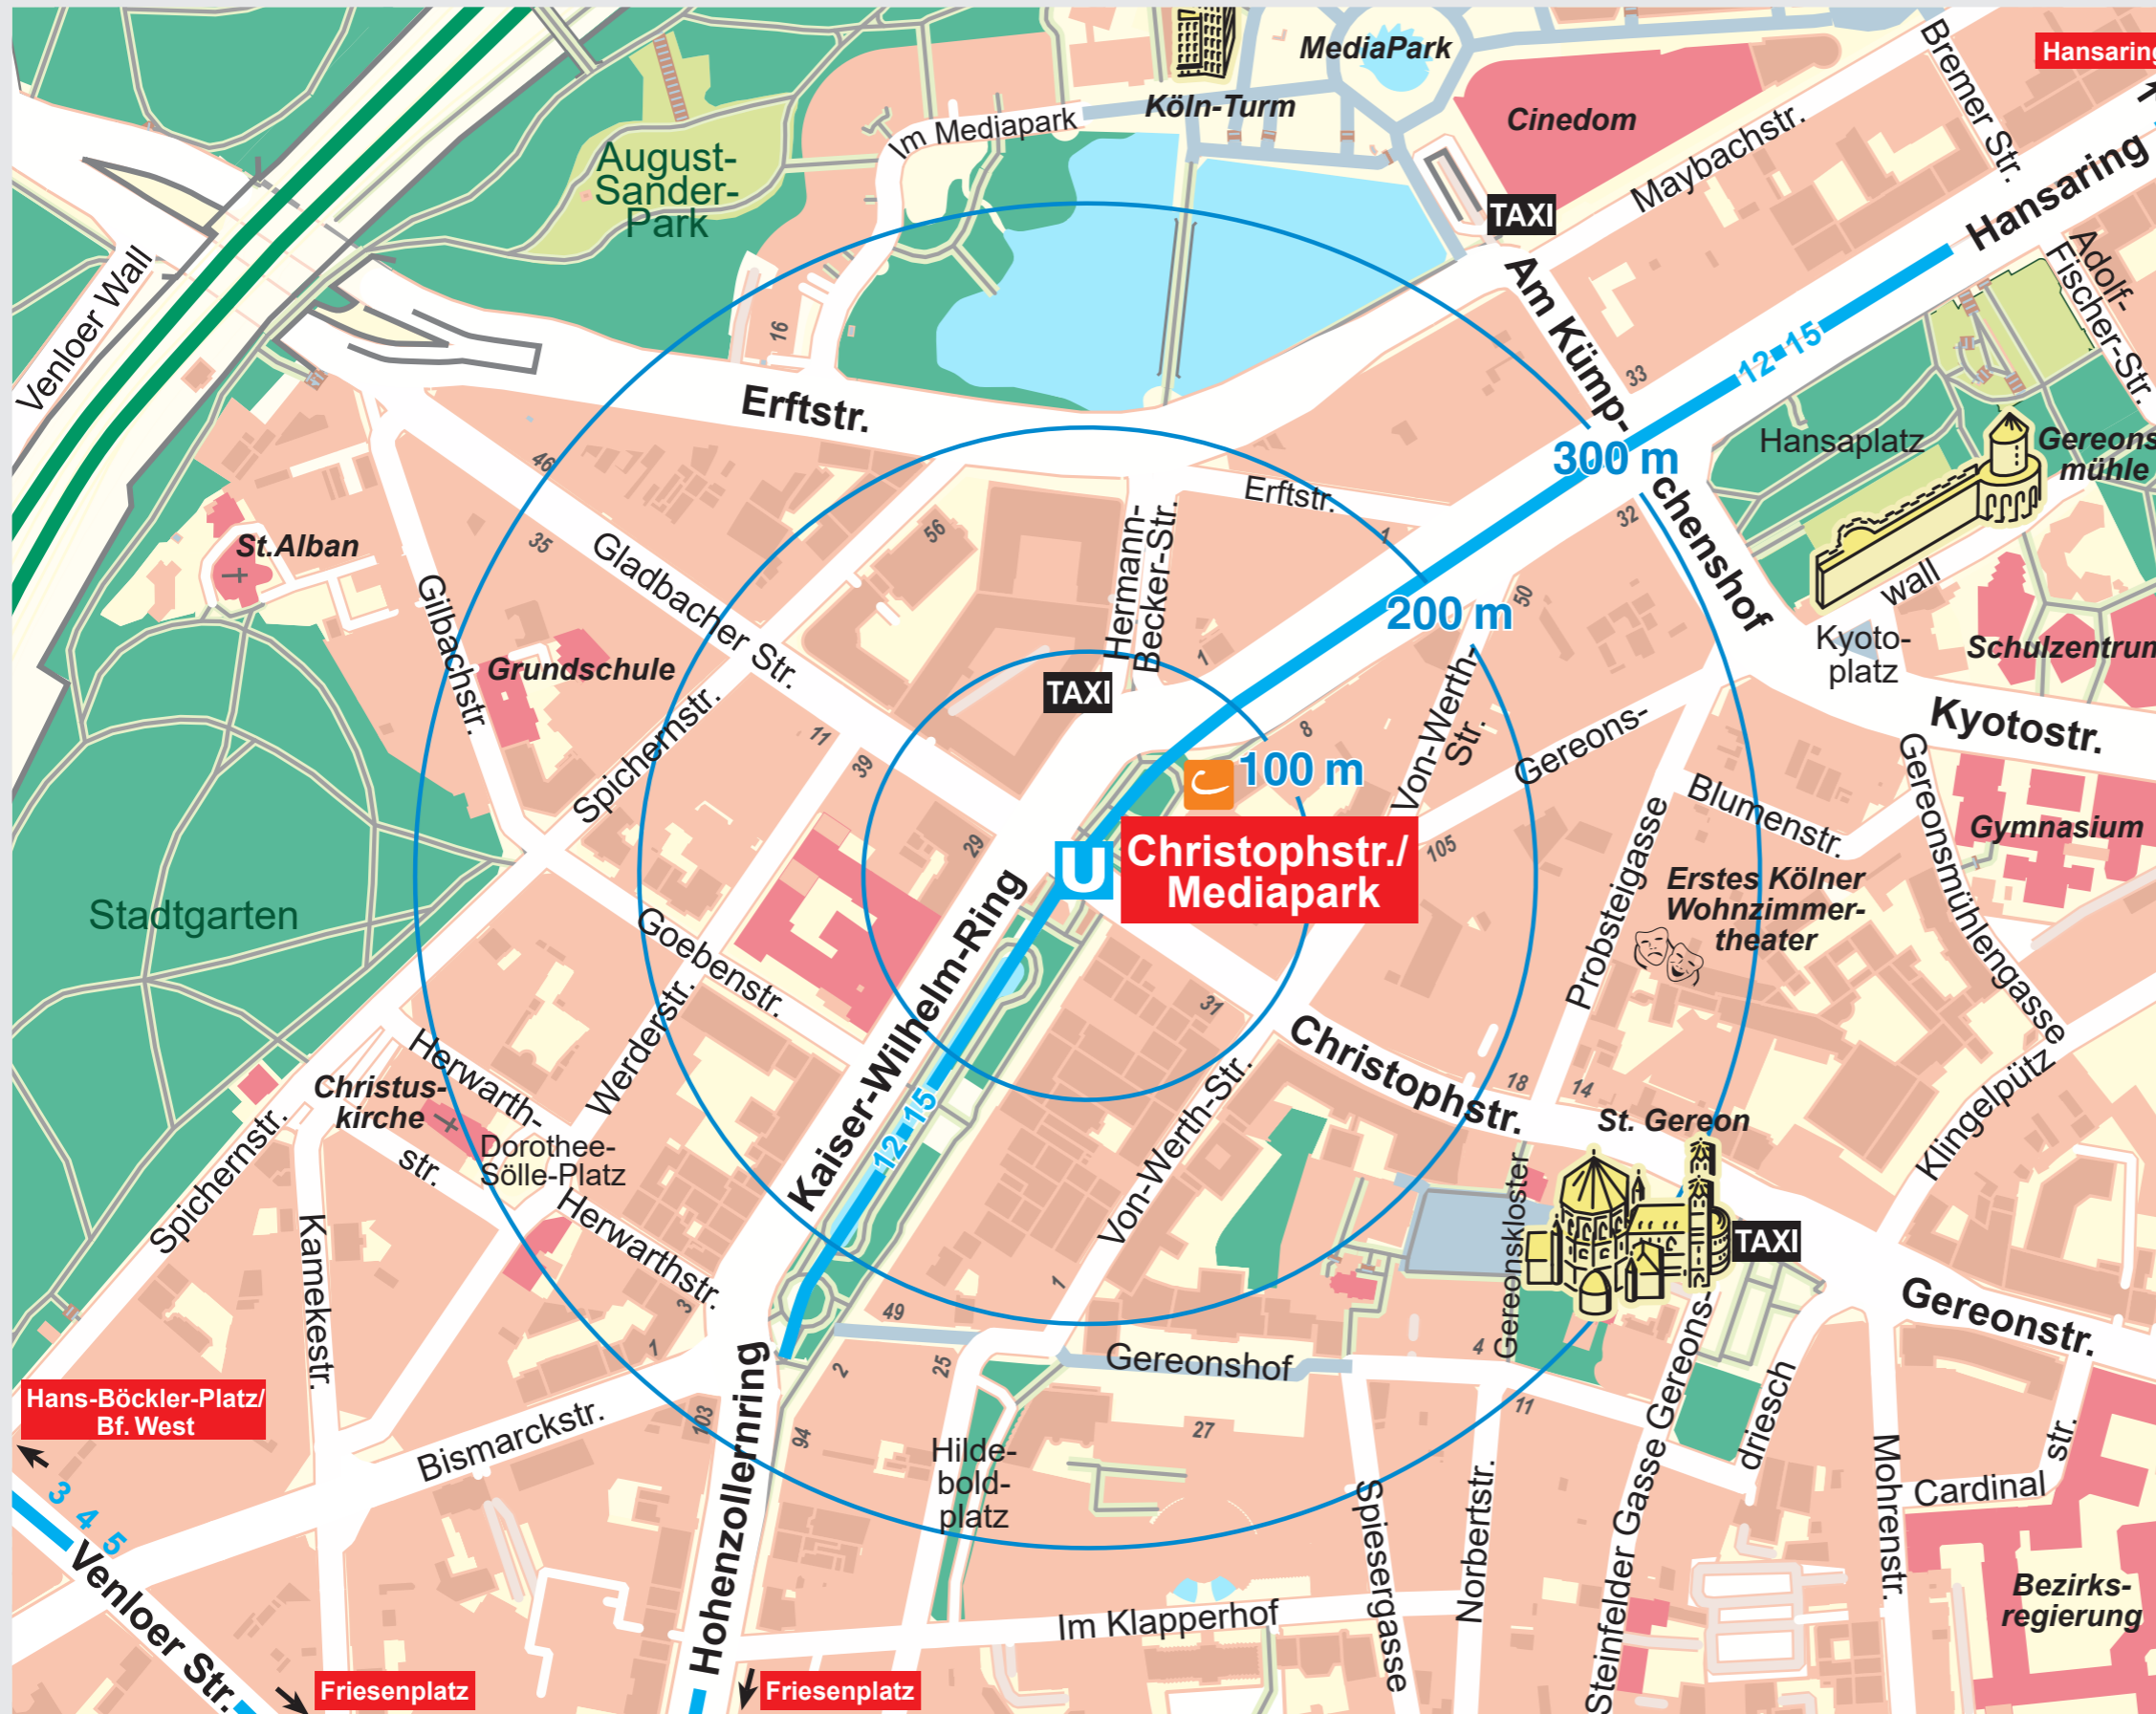 MediaPark
Köln-Turm
Cinedom
Bremer Str.
Hansaring
Im Mediapark
August-
Sander-
Park
Maybachstr.
TAXI
Hansaring
Venloer Wall
16
Am Kümp-
chenshof
Adolf-
Fischer-Str.
12 15
33
Erftstr.
300 m
Hansaplatz
Gereons
mühle
46
35
56
Erftstr.
1
32
St.Alban
Gladbacher Str.
Hermann-
Becker-Str.
200 m
50
wall
Gilbachstr.
Grundschule
1
Kyoto-
platz
Schulzentrum
TAXI
Spichernstr.
11
39
8
Von-Werth-
Str.
Gereons-
Kyotostr.
100 m
29
U
Christophstr./
Mediapark
105
Blumenstr.
Gereonsmühlengasse
Gymnasium
Probsteigasse
Erstes Kölner
Wohnzimmer-
theater
Stadtgarten
Goebenstr.
Kaiser-Wilhelm-Ring
31
Werderstr.
Christophstr.
18
14
Herwarth-
str.
Christus-
kirche
Dorothee-
Sölle-Platz
12 15
Von-Werth-Str.
St. Gereon
Klingelpütz
Spichernstr.
Kamekestr.
Herwarthstr.
Gereonskloster
TAXI
3
1
49
1
2
25
Gereonshof
4
Gereonstr.
Hans-Böckler-Platz/
Bf. West
Bismarckstr.
103
94
Hohenzollernring
Hilde-
bold-
platz
27
11
Gereons-
driesch
str.
Cardinal
Mohrenstr.
3 4 5
Venloer Str.
Spiesergasse
Norbertstr.
Steinfelder Gasse
Im Klapperhof
Bezirks-
regierung
Friesenplatz
Friesenplatz